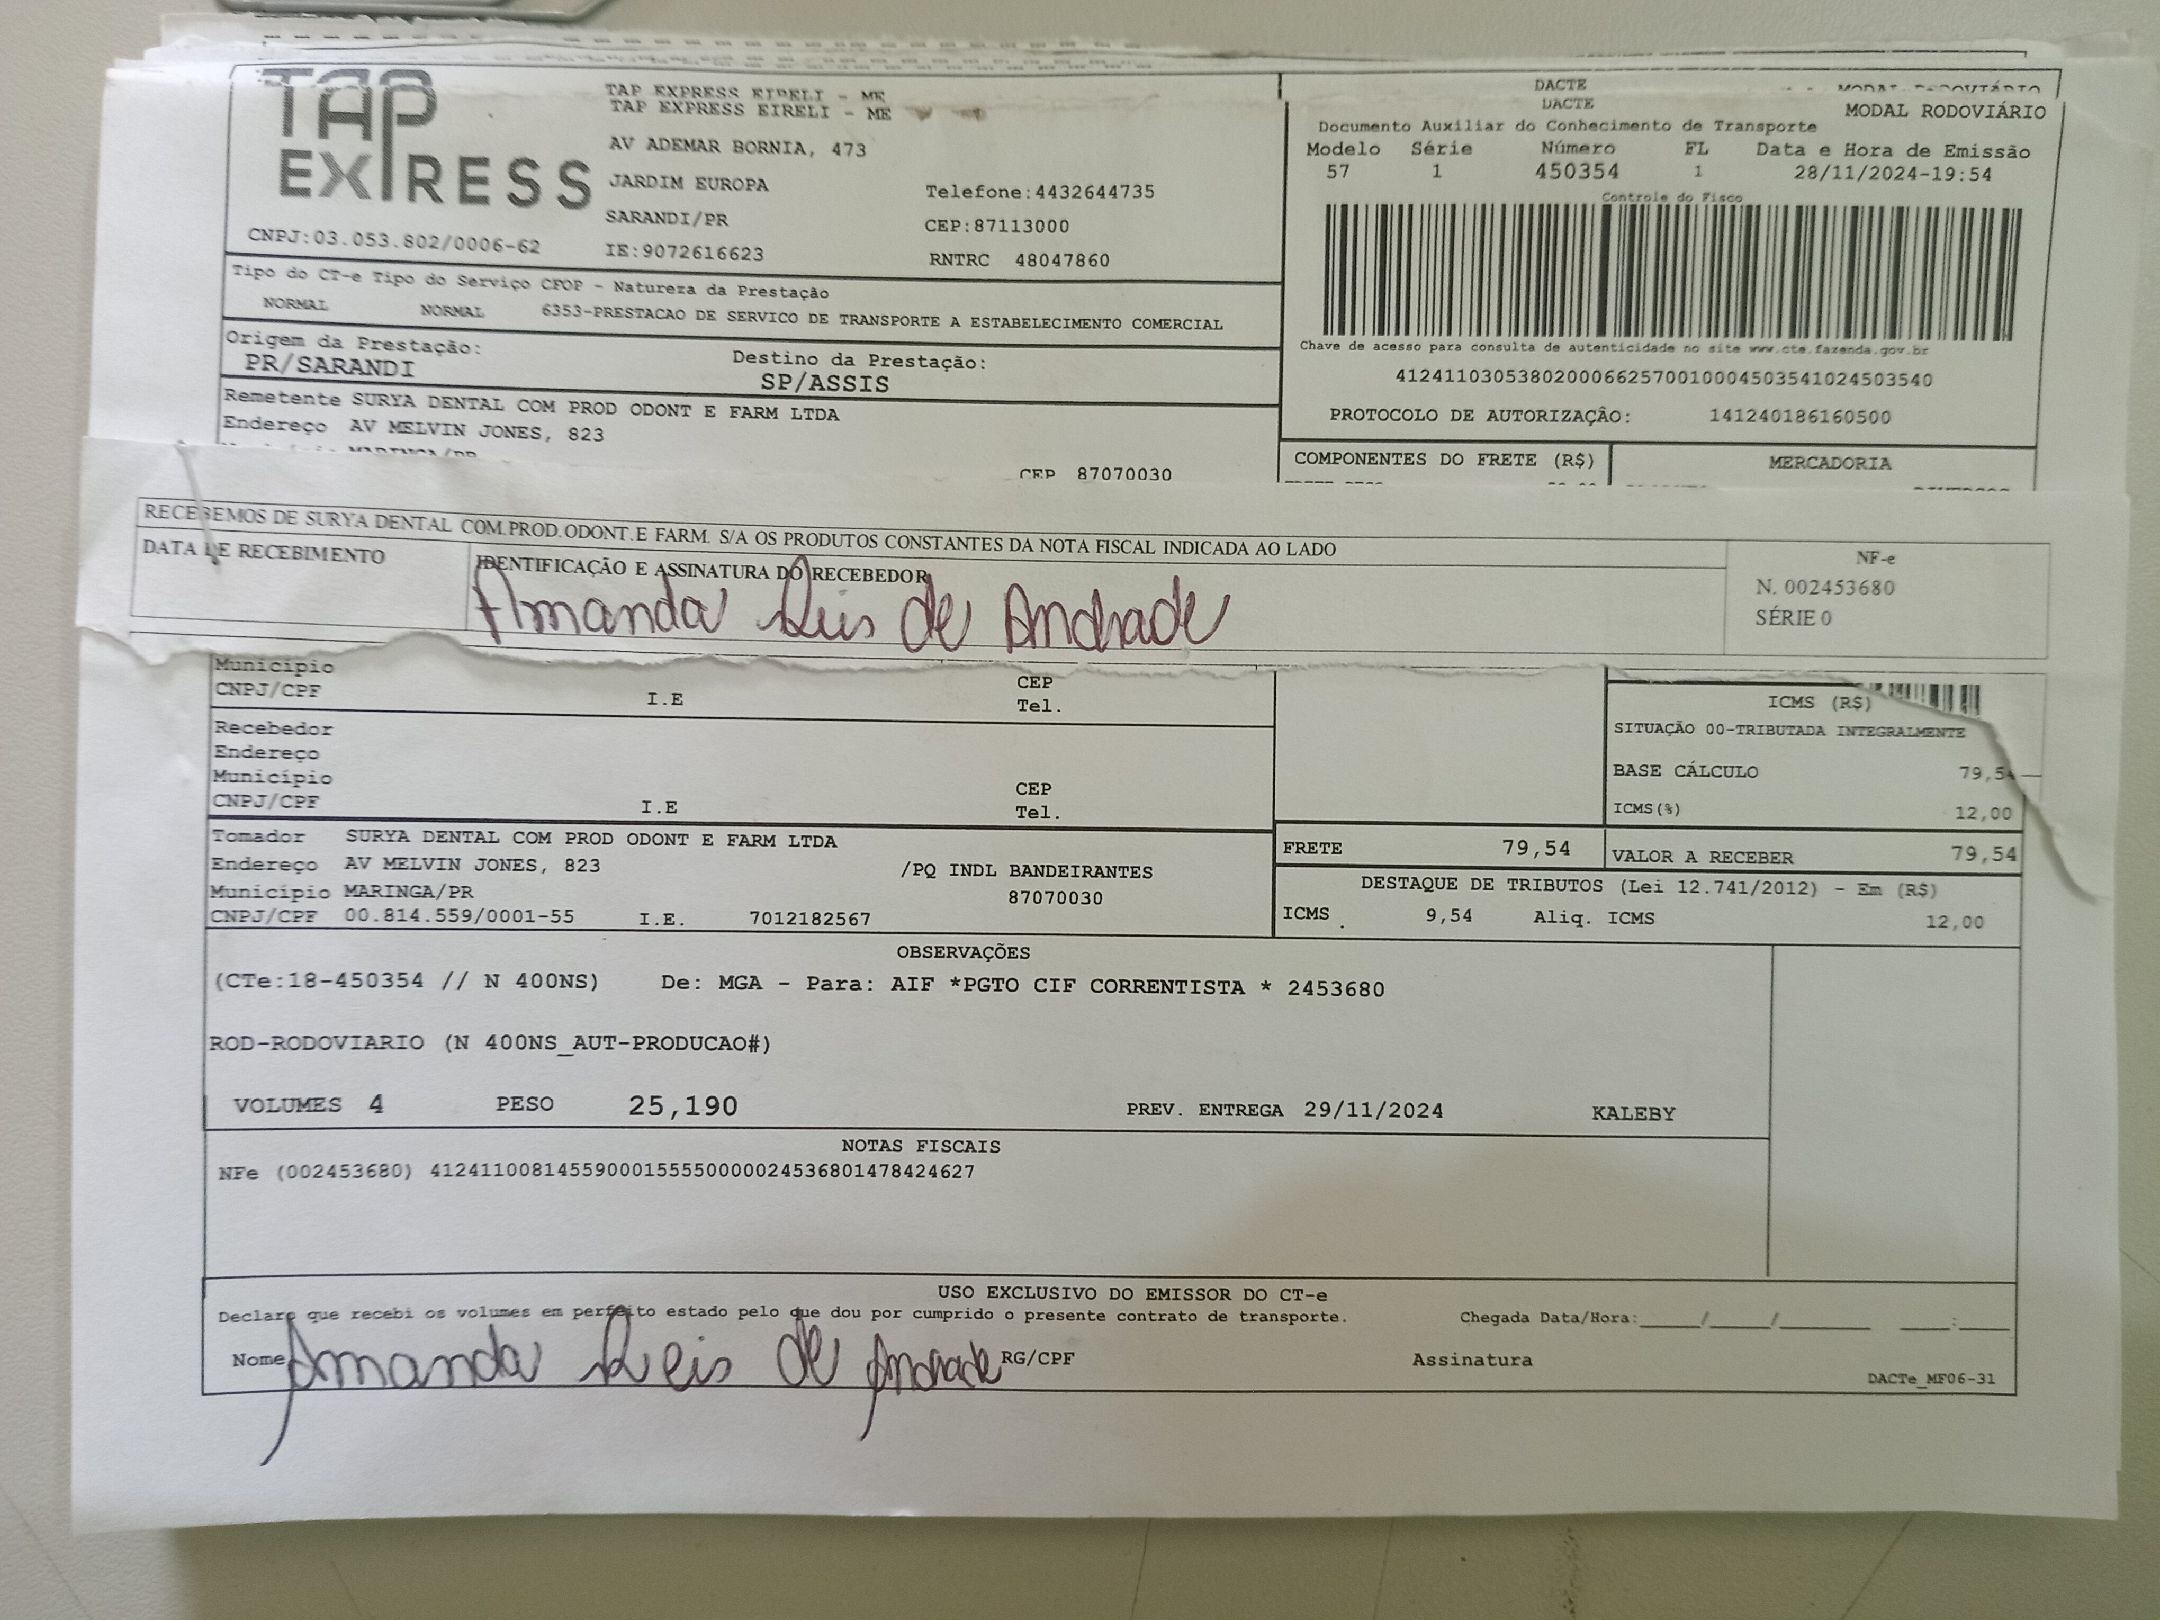 TAP EXPRESS
TAP EXPRESS EIRELI - ME
TAP EXPRESS EIRELI - ME
AV ADEMAR BORNIA, 473
JARDIM EUROPA Telefone:4432644735
SARANDI/PR CEP:87113000
CNPJ:03.053.802/0006-62 IE:9072616623 RNTRC 48047860
DACTE
DACTE
MODAL RODOVIÁRIO
Documento Auxiliar do Conhecimento de Transporte
Modelo Série Número FL Data e Hora de Emissão
57 1 450354 1 28/11/2024-19:54
Controle do Fisco
Chave de acesso para consulta de autenticidade no site www.cte.fazenda.gov.br
41241103053802000662570010004503541024503540
PROTOCOLO DE AUTORIZAÇÃO: 141240186160500
Tipo do CT-e Tipo do Serviço CFOP - Natureza da Prestação
NORMAL NORMAL 6353-PRESTACAO DE SERVICO DE TRANSPORTE A ESTABELECIMENTO COMERCIAL
Origem da Prestação: Destino da Prestação:
PR/SARANDI SP/ASSIS
Remetente SURYA DENTAL COM PROD ODONT E FARM LTDA
Endereço AV MELVIN JONES, 823
MARINGA/PR
CEP 87070030
COMPONENTES DO FRETE (R$) MERCADORIA
RECEBEMOS DE SURYA DENTAL COM.PROD.ODONT.E FARM. S/A OS PRODUTOS CONSTANTES DA NOTA FISCAL INDICADA AO LADO
DATA DE RECEBIMENTO IDENTIFICAÇÃO E ASSINATURA DO RECEBEDOR
Amanda Reis de Andrade
NF-e
N. 002453680
SÉRIE 0
Município CEP
CNPJ/CPF I.E Tel.
Recebedor
Endereço
Município CEP
CNPJ/CPF I.E Tel.
ICMS (R$)
SITUAÇÃO 00-TRIBUTADA INTEGRALMENTE
BASE CÁLCULO 79,54
ICMS(%) 12,00
Tomador SURYA DENTAL COM PROD ODONT E FARM LTDA
Endereço AV MELVIN JONES, 823 /PQ INDL BANDEIRANTES
Município MARINGA/PR 87070030
CNPJ/CPF 00.814.559/0001-55 I.E. 7012182567
FRETE 79,54 VALOR A RECEBER 79,54
DESTAQUE DE TRIBUTOS (Lei 12.741/2012) - Em (R$)
ICMS . 9,54 Aliq. ICMS 12,00
OBSERVAÇÕES
(CTe:18-450354 // N 400NS) De: MGA - Para: AIF *PGTO CIF CORRENTISTA * 2453680
ROD-RODOVIARIO (N 400NS_AUT-PRODUCAO#)
VOLUMES 4 PESO 25,190 PREV. ENTREGA 29/11/2024 KALEBY
NOTAS FISCAIS
NFe (002453680) 41241100814559000155550000024536801478424627
USO EXCLUSIVO DO EMISSOR DO CT-e
Declaro que recebi os volumes em perfeito estado pelo que dou por cumprido o presente contrato de transporte. Chegada Data/Hora:_____/_____/________ ____:____
Nome Amanda Reis de Andrade RG/CPF Assinatura
DACTe_MF06-31